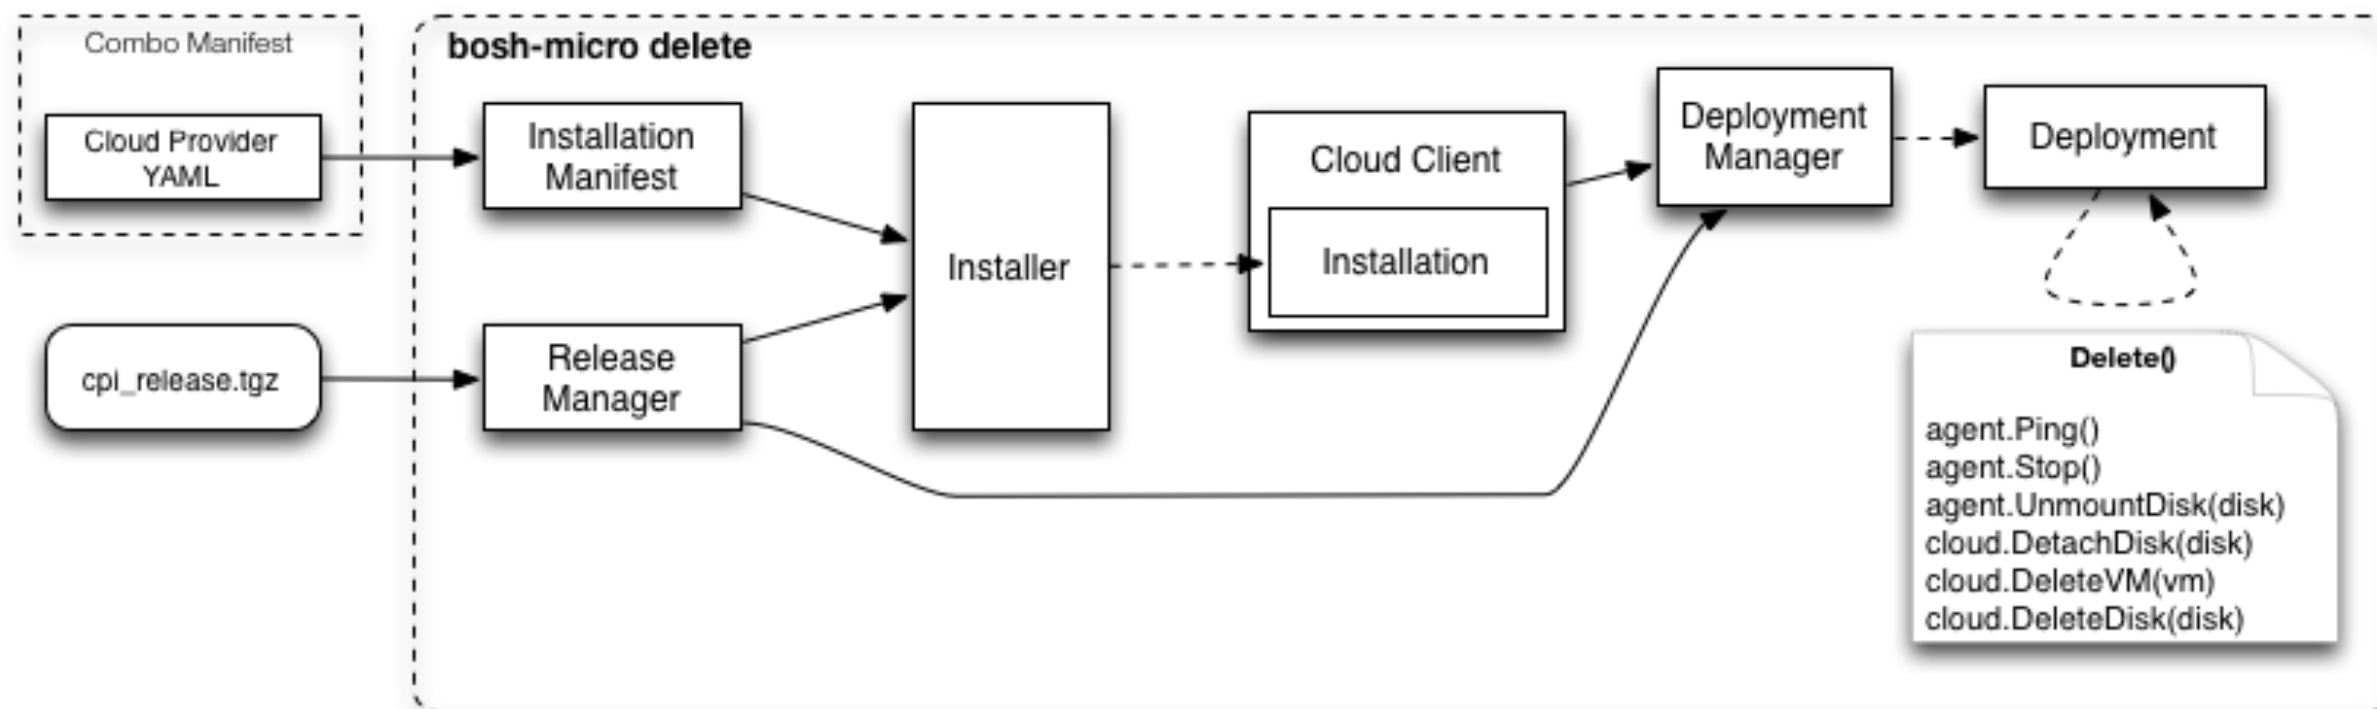 Combo Manifest
Cloud Provider
YAML
cpi_release.tgz
bosh-micro delete
Installation
Manifest
Release
Manager
Installer
Cloud Client
Installation
Deployment
Manager
Deployment
Delete()
agent.Ping()
agent.Stop()
agent.UnmountDisk(disk)
cloud.DetachDisk(disk)
cloud.DeleteVM(vm)
cloud.DeleteDisk(disk)